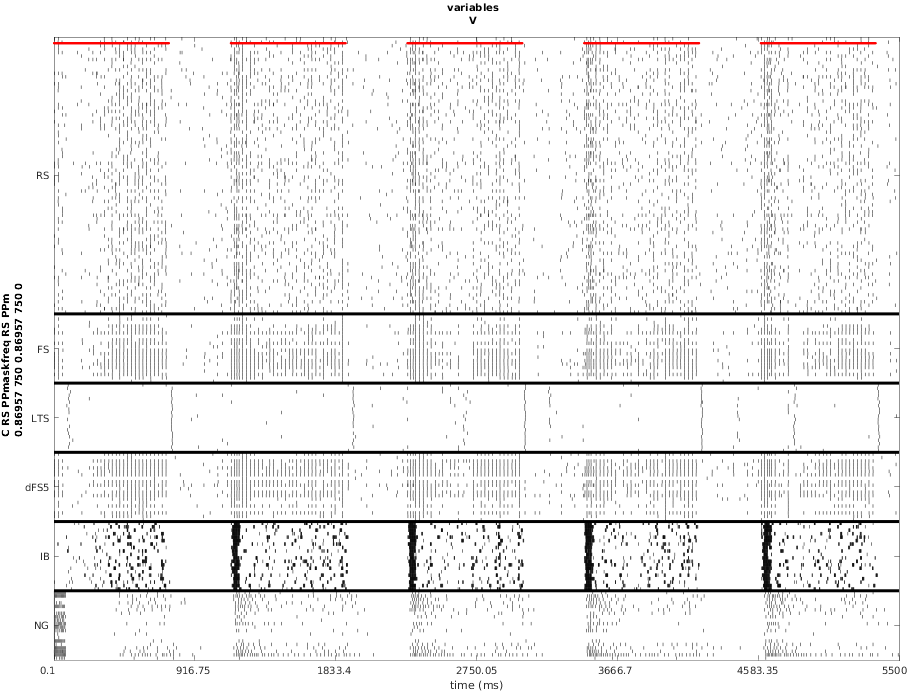 variables
V
C RS PPmaskfreq RS PPm
0.86957 750 0.86957 750 0
RS
FS
LTS
dFS5
IB
NG
0.1 916.75 1833.4 2750.05 3666.7 4583.35 5500
time (ms)